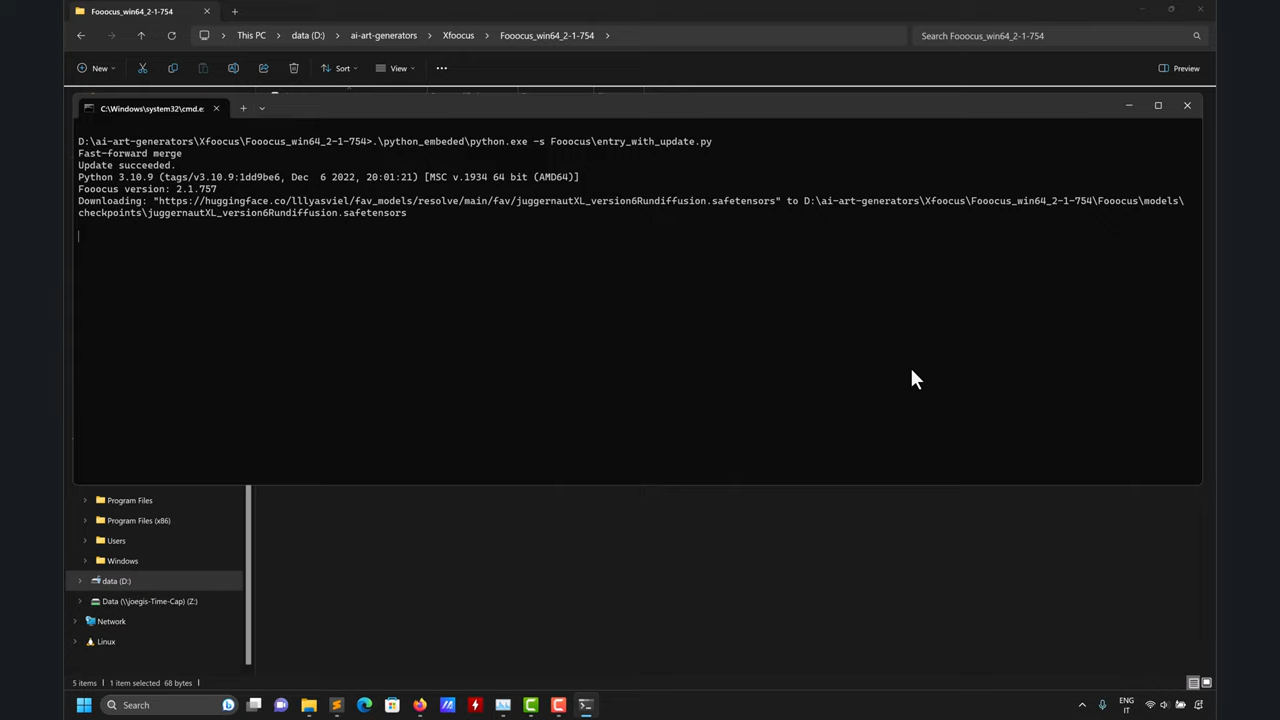 Fooocus_win64_2-1-754
This PC
data (D:)
ai-art-generators
Xfoocus
Fooocus_win64_2-1-754
Search Fooocus_win64_2-1-754
New
Sort
View
Preview
C:\Windows\system32\cmd.e:
D:\ai-art-generators\Xfoocus\Fooocus_win64_2-1-754>.\python_embeded\python.exe -s Fooocus\entry_with_update.py
Fast-forward merge
Update succeeded.
Python 3.10.9 (tags/v3.10.9:1dd9be6, Dec  6 2022, 20:01:21) [MSC v.1934 64 bit (AMD64)]
Fooocus version: 2.1.757
Downloading: "https://huggingface.co/lllyasviel/fav_models/resolve/main/fav/juggernautXL_version6Rundiffusion.safetensors" to D:\ai-art-generators\Xfoocus\Fooocus_win64_2-1-754\Fooocus\models\
checkpoints\juggernautXL_version6Rundiffusion.safetensors
Program Files
Program Files (x86)
Users
Windows
data (D:)
Data (\\joegis-Time-Cap) (Z:)
Network
Linux
5 items
1 item selected 68 bytes
Search
ENG
IT